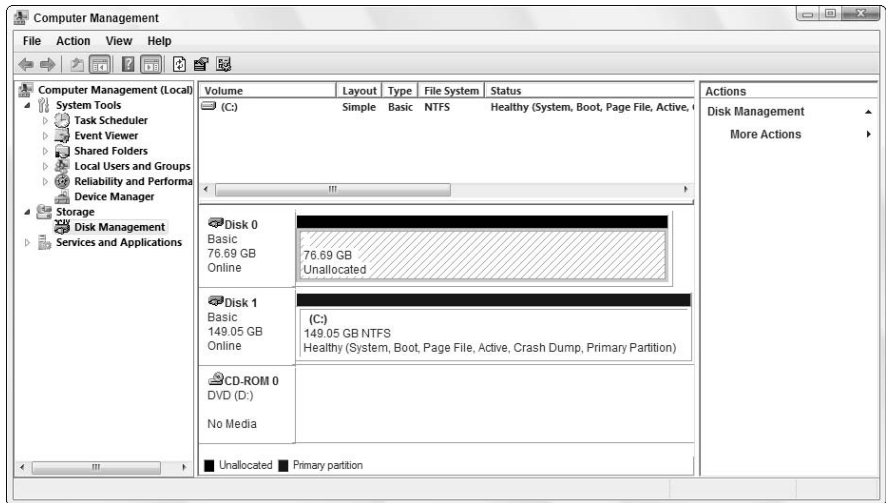 Computer Management
File Action View Help
Computer Management (Local)
System Tools
Task Scheduler
Event Viewer
Shared Folders
Local Users and Groups
Reliability and Performa
Device Manager
Storage
Disk Management
Services and Applications
Volume Layout Type File System Status
(C:) Simple Basic NTFS Healthy (System, Boot, Page File, Active,
Disk 0
Basic
76.69 GB
Online
76.69 GB
Unallocated
Disk 1
Basic
149.05 GB
Online
(C:)
149.05 GB NTFS
Healthy (System, Boot, Page File, Active, Crash Dump, Primary Partition)
CD-ROM 0
DVD (D:)
No Media
Unallocated Primary partition
Actions
Disk Management
More Actions